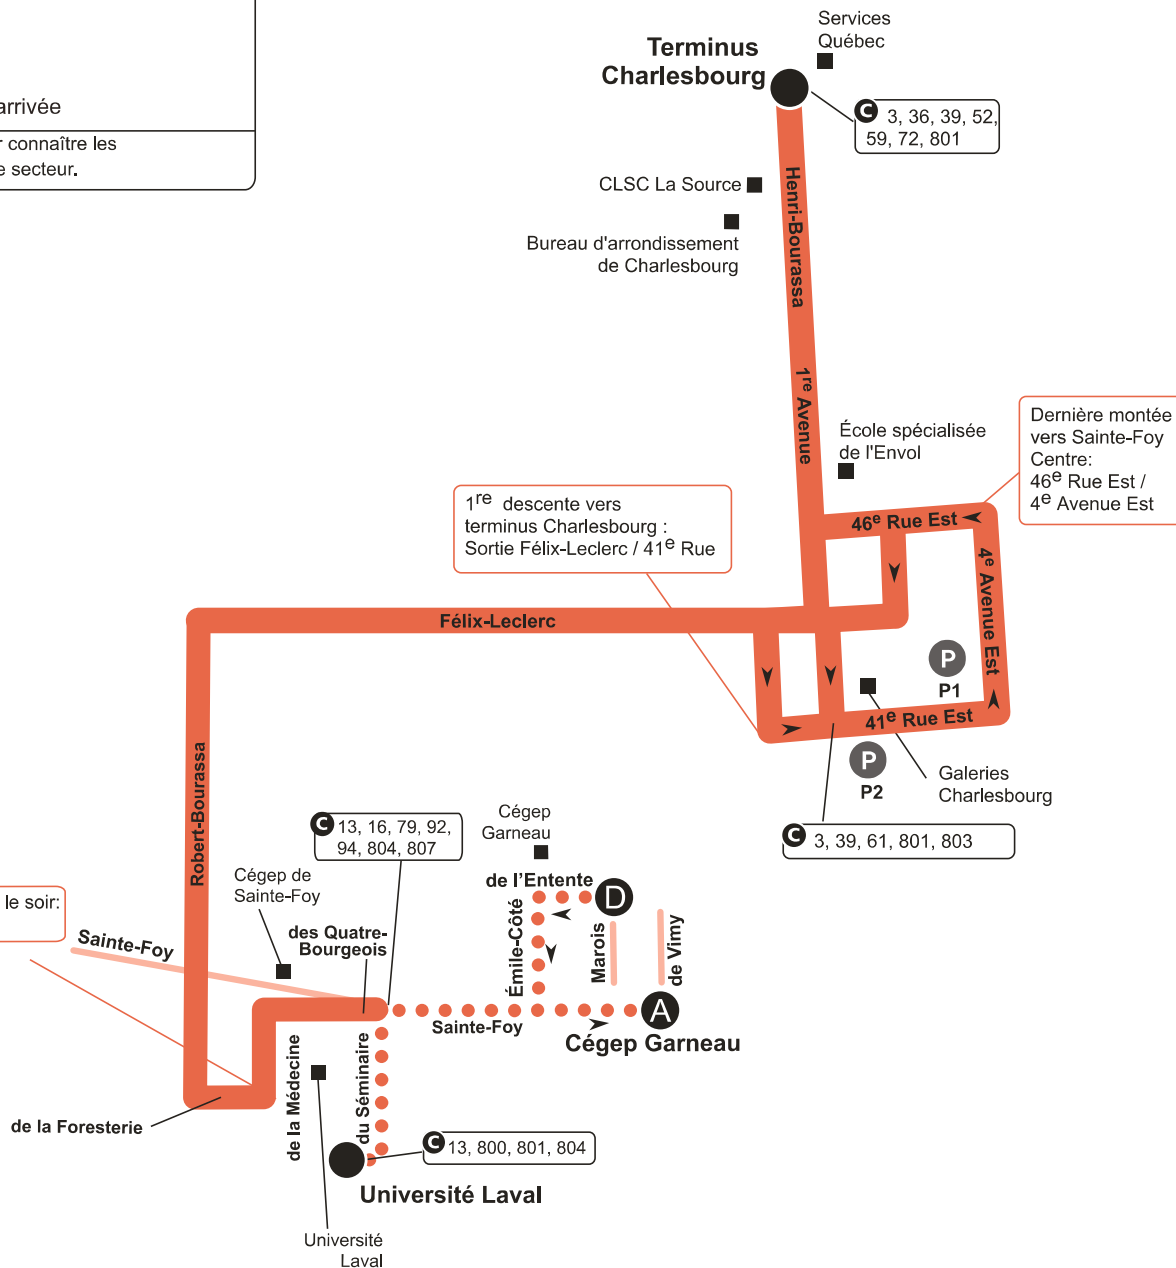 arrivée
connaître les
secteur.
Services
Québec
Terminus
Charlesbourg
C 3, 36, 39, 52,
59, 72, 801
CLSC La Source
Bureau d'arrondissement
de Charlesbourg
Henri-Bourassa
1re Avenue
École spécialisée
de l'Envol
Dernière montée
vers Sainte-Foy
Centre:
46e Rue Est /
4e Avenue Est
1re descente vers
terminus Charlesbourg :
Sortie Félix-Leclerc / 41e Rue
46e Rue Est
4e Avenue Est
Félix-Leclerc
P
P1
41e Rue Est
P
P2
Galeries
Charlesbourg
C 3, 39, 61, 801, 803
Robert-Bourassa
C 13, 16, 79, 92,
94, 804, 807
Cégep
Garneau
Cégep de
Sainte-Foy
de l'Entente
D
le soir:
Sainte-Foy
des Quatre-
Bourgeois
Émile-Côté
Marois
de Vimy
A
Sainte-Foy
Cégep Garneau
de la Médecine
du Séminaire
de la Foresterie
C 13, 800, 801, 804
Université Laval
Université
Laval